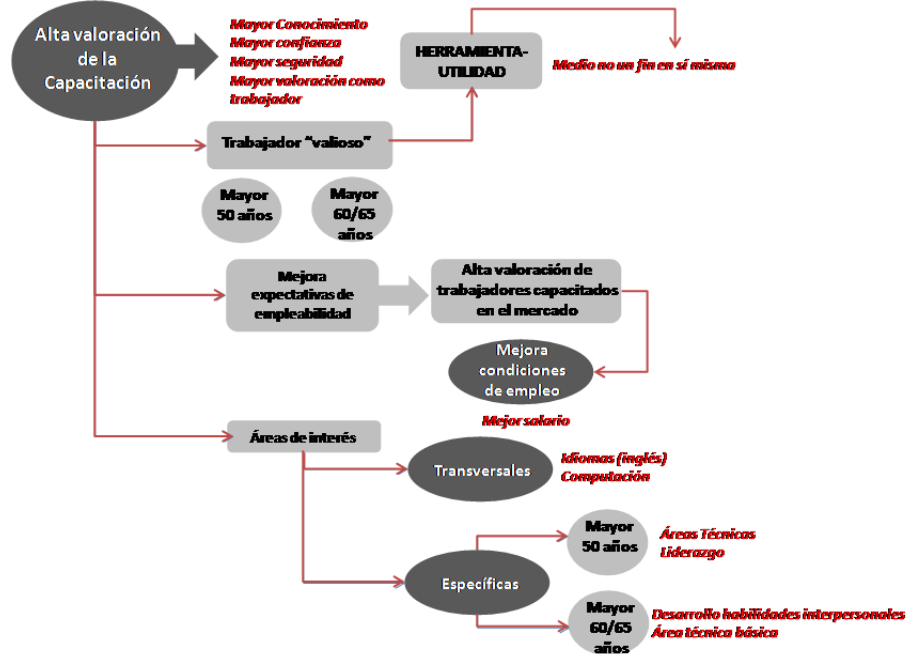 Alta valoración
de la
Capacitación
Mayor Conocimiento
Mayor confianza
Mayor seguridad
Mayor valoración como
trabajador
HERRAMIENTA-
UTILIDAD
Medio no un fin en sí misma
Trabajador “valioso”
Mayor
50 años
Mayor
60/65
años
Mejora
expectativas de
empleabilidad
Alta valoración de
trabajadores capacitados
en el mercado
Mejora
condiciones
de empleo
Mejor salario
Áreas de interés
Transversales
Idiomas (inglés)
Computación
Específicas
Mayor
50 años
Áreas Técnicas
Liderazgo
Mayor
60/65
años
Desarrollo habilidades interpersonales
Área técnica básica